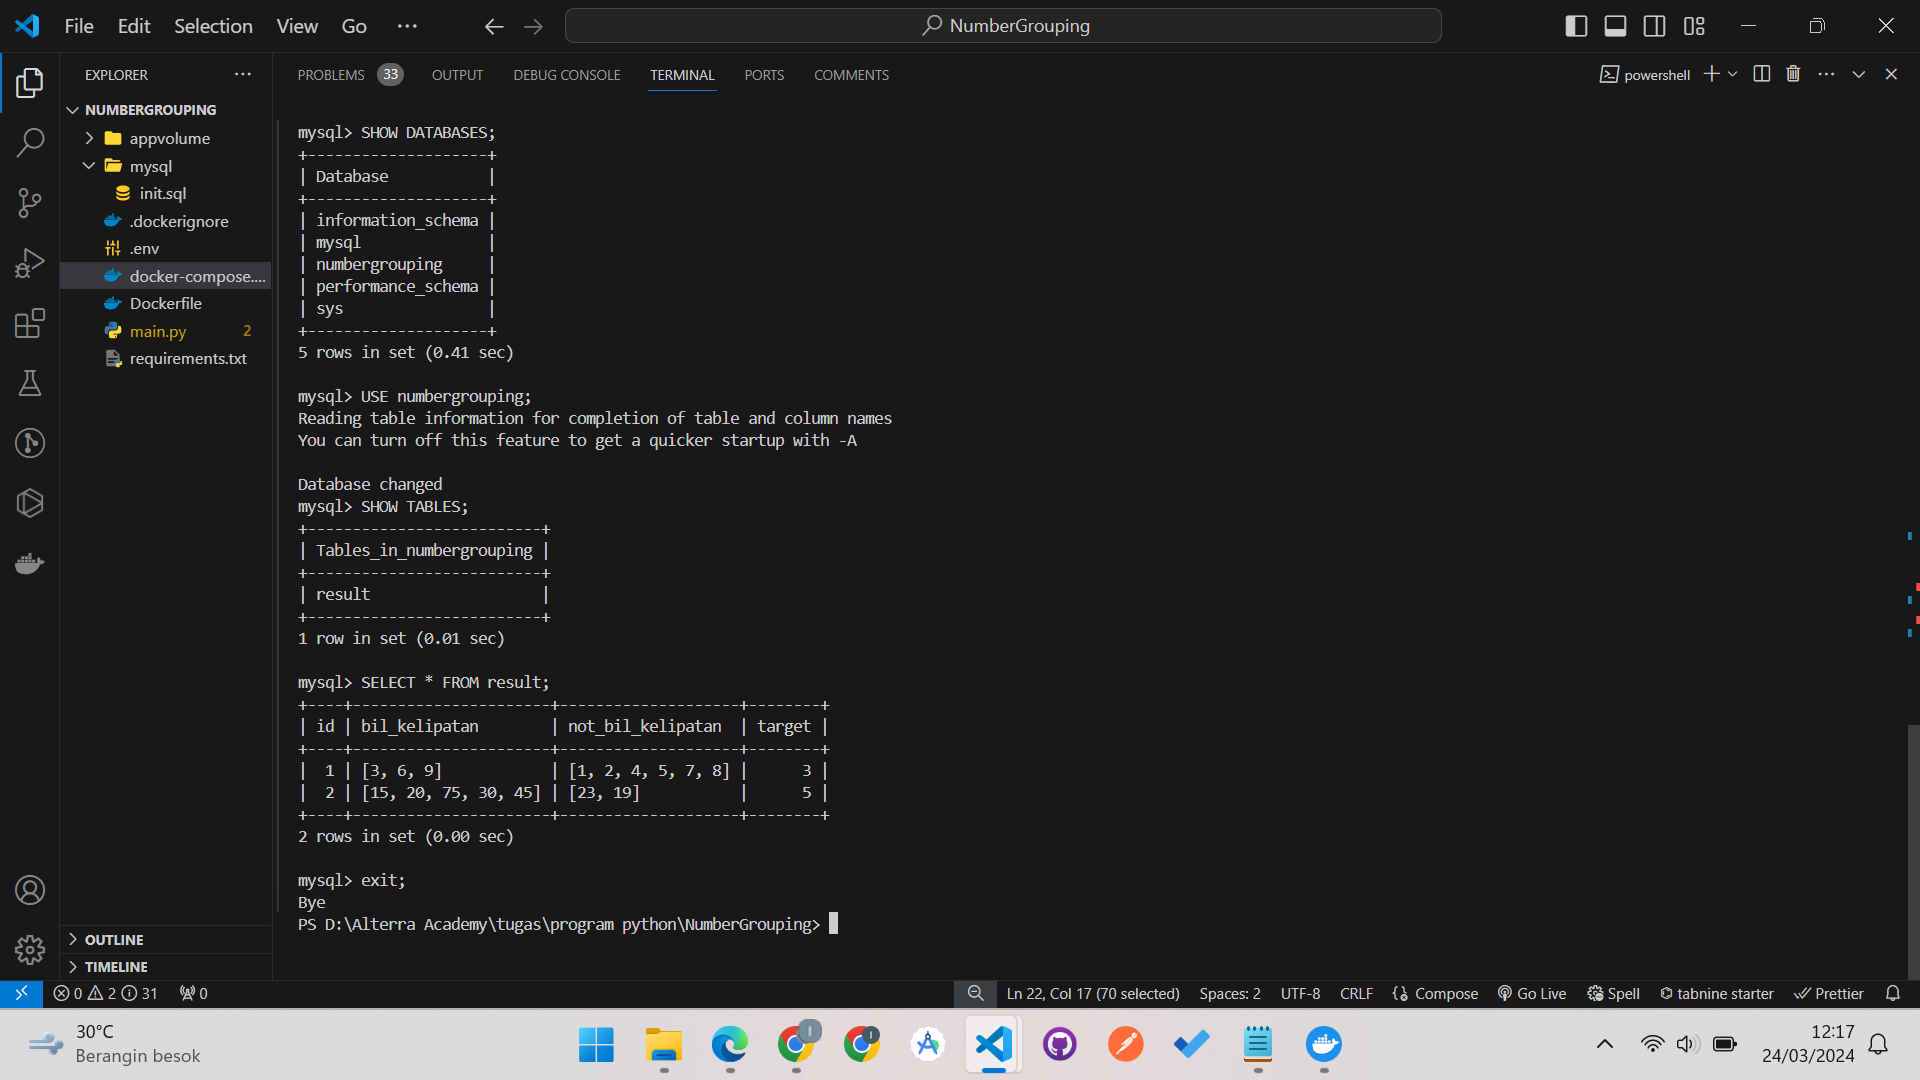 File Edit Selection View Go ··· NumberGrouping
EXPLORER ···
NUMBERGROUPING
appvolume
mysql
init.sql
.dockerignore
.env
docker-compose....
Dockerfile
main.py 2
requirements.txt
OUTLINE
TIMELINE
PROBLEMS 33 OUTPUT DEBUG CONSOLE TERMINAL PORTS COMMENTS powershell
mysql> SHOW DATABASES;
+--------------------+
| Database           |
+--------------------+
| information_schema |
| mysql              |
| numbergrouping     |
| performance_schema |
| sys                |
+--------------------+
5 rows in set (0.41 sec)
mysql> USE numbergrouping;
Reading table information for completion of table and column names
You can turn off this feature to get a quicker startup with -A
Database changed
mysql> SHOW TABLES;
+--------------------------+
| Tables_in_numbergrouping |
+--------------------------+
| result                   |
+--------------------------+
1 row in set (0.01 sec)
mysql> SELECT * FROM result;
+----+----------------------+--------------------+--------+
| id | bil_kelipatan        | not_bil_kelipatan  | target |
+----+----------------------+--------------------+--------+
|  1 | [3, 6, 9]            | [1, 2, 4, 5, 7, 8] |      3 |
|  2 | [15, 20, 75, 30, 45] | [23, 19]           |      5 |
+----+----------------------+--------------------+--------+
2 rows in set (0.00 sec)
mysql> exit;
Bye
PS D:\Alterra Academy\tugas\program python\NumberGrouping>
0 2 31 0 Ln 22, Col 17 (70 selected) Spaces: 2 UTF-8 CRLF Compose Go Live Spell tabnine starter Prettier
30°C
Berangin besok
12:17
24/03/2024